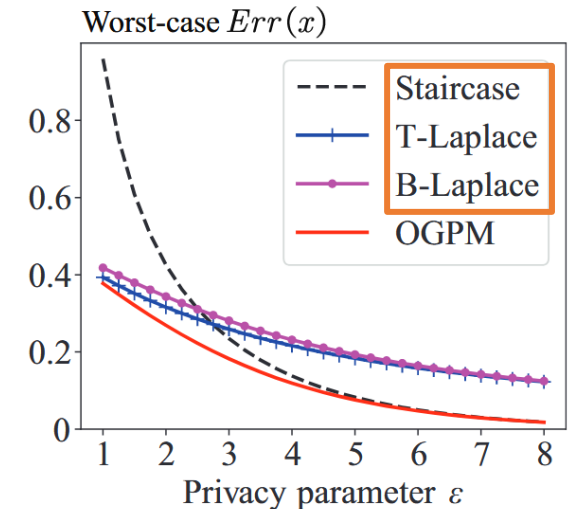 Worst-case Err(x)
Staircase
T-Laplace
B-Laplace
OGPM
0.8
0.6
0.4
0.2
0
1 2 3 4 5 6 7 8
Privacy parameter ε